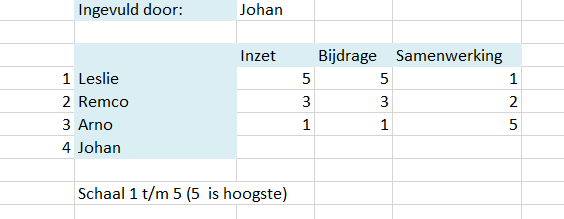 Ingevuld door: Johan
Inzet Bijdrage Samenwerking
1 Leslie 5 5 1
2 Remco 3 3 2
3 Arno 1 1 5
4 Johan
Schaal 1 t/m 5 (5  is hoogste)